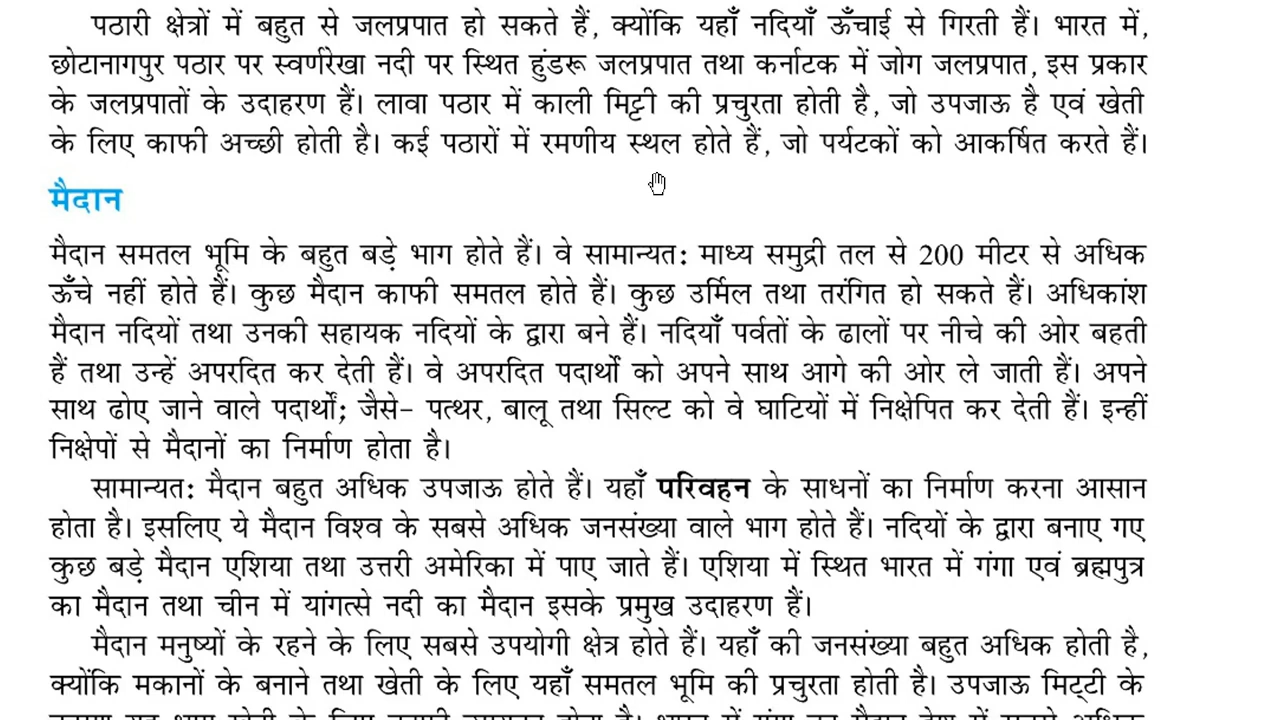 पठारी क्षेत्रों में बहुत से जलप्रपात हो सकते हैं, क्योंकि यहाँ नदियाँ ऊँचाई से गिरती हैं। भारत में,
छोटानागपुर पठार पर स्वर्णरेखा नदी पर स्थित हुंडरू जलप्रपात तथा कर्नाटक में जोग जलप्रपात, इस प्रकार
के जलप्रपातों के उदाहरण हैं। लावा पठार में काली मिट्टी की प्रचुरता होती है, जो उपजाऊ है एवं खेती
के लिए काफी अच्छी होती है। कई पठारों में रमणीय स्थल होते हैं, जो पर्यटकों को आकर्षित करते हैं।
मैदान
मैदान समतल भूमि के बहुत बड़े भाग होते हैं। वे सामान्यत: माध्य समुद्री तल से 200 मीटर से अधिक
ऊँचे नहीं होते हैं। कुछ मैदान काफी समतल होते हैं। कुछ उर्मिल तथा तरंगित हो सकते हैं। अधिकांश
मैदान नदियों तथा उनकी सहायक नदियों के द्वारा बने हैं। नदियाँ पर्वतों के ढालों पर नीचे की ओर बहती
हैं तथा उन्हें अपरदित कर देती हैं। वे अपरदित पदार्थों को अपने साथ आगे की ओर ले जाती हैं। अपने
साथ ढोए जाने वाले पदार्थों; जैसे– पत्थर, बालू तथा सिल्ट को वे घाटियों में निक्षेपित कर देती हैं। इन्हीं
निक्षेपों से मैदानों का निर्माण होता है।
सामान्यत: मैदान बहुत अधिक उपजाऊ होते हैं। यहाँ परिवहन के साधनों का निर्माण करना आसान
होता है। इसलिए ये मैदान विश्व के सबसे अधिक जनसंख्या वाले भाग होते हैं। नदियों के द्वारा बनाए गए
कुछ बड़े मैदान एशिया तथा उत्तरी अमेरिका में पाए जाते हैं। एशिया में स्थित भारत में गंगा एवं ब्रह्मपुत्र
का मैदान तथा चीन में यांगत्से नदी का मैदान इसके प्रमुख उदाहरण हैं।
मैदान मनुष्यों के रहने के लिए सबसे उपयोगी क्षेत्र होते हैं। यहाँ की जनसंख्या बहुत अधिक होती है,
क्योंकि मकानों के बनाने तथा खेती के लिए यहाँ समतल भूमि की प्रचुरता होती है। उपजाऊ मिट्‌टी के